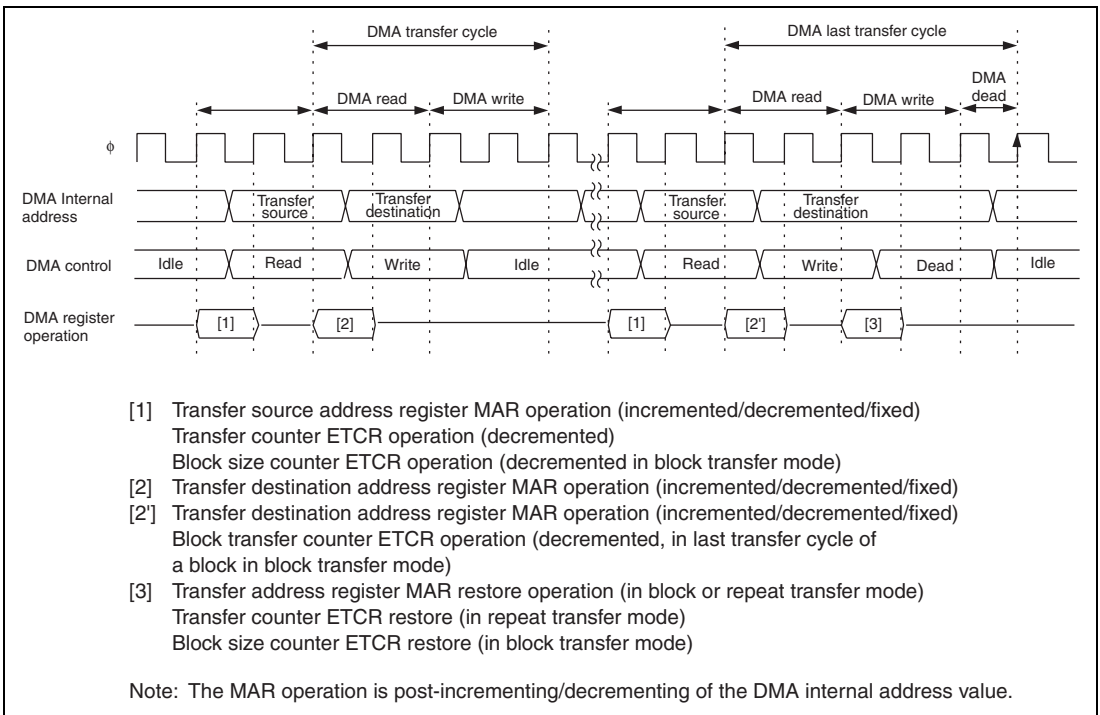 DMA transfer cycle DMA last transfer cycle
DMA read DMA write DMA read DMA write DMA dead
ϕ
DMA Internal address Transfer source Transfer destination Transfer source Transfer destination
DMA control Idle Read Write Idle Read Write Dead Idle
DMA register operation [1] [2] [1] [2'] [3]
[1] Transfer source address register MAR operation (incremented/decremented/fixed)
Transfer counter ETCR operation (decremented)
Block size counter ETCR operation (decremented in block transfer mode)
[2] Transfer destination address register MAR operation (incremented/decremented/fixed)
[2'] Transfer destination address register MAR operation (incremented/decremented/fixed)
Block transfer counter ETCR operation (decremented, in last transfer cycle of
a block in block transfer mode)
[3] Transfer address register MAR restore operation (in block or repeat transfer mode)
Transfer counter ETCR restore (in repeat transfer mode)
Block size counter ETCR restore (in block transfer mode)
Note: The MAR operation is post-incrementing/decrementing of the DMA internal address value.